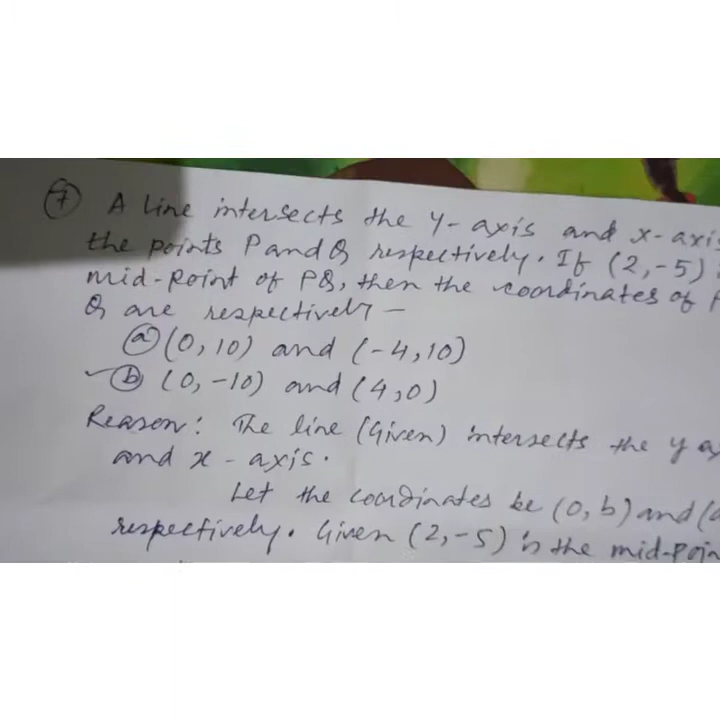 7 A line intersects the y-axis and x-axis
the points P and Q respectively. If (2,-5)
mid-point of PQ, then the coordinates of
Q are respectively –
(a) (0, 10) and (-4, 10)
(b) (0, -10) and (4, 0)
Reason: The line (Given) intersects the y
and x - axis.
Let the coordinates be (0, b) and (
respectively. Given (2,-5) is the mid-poin